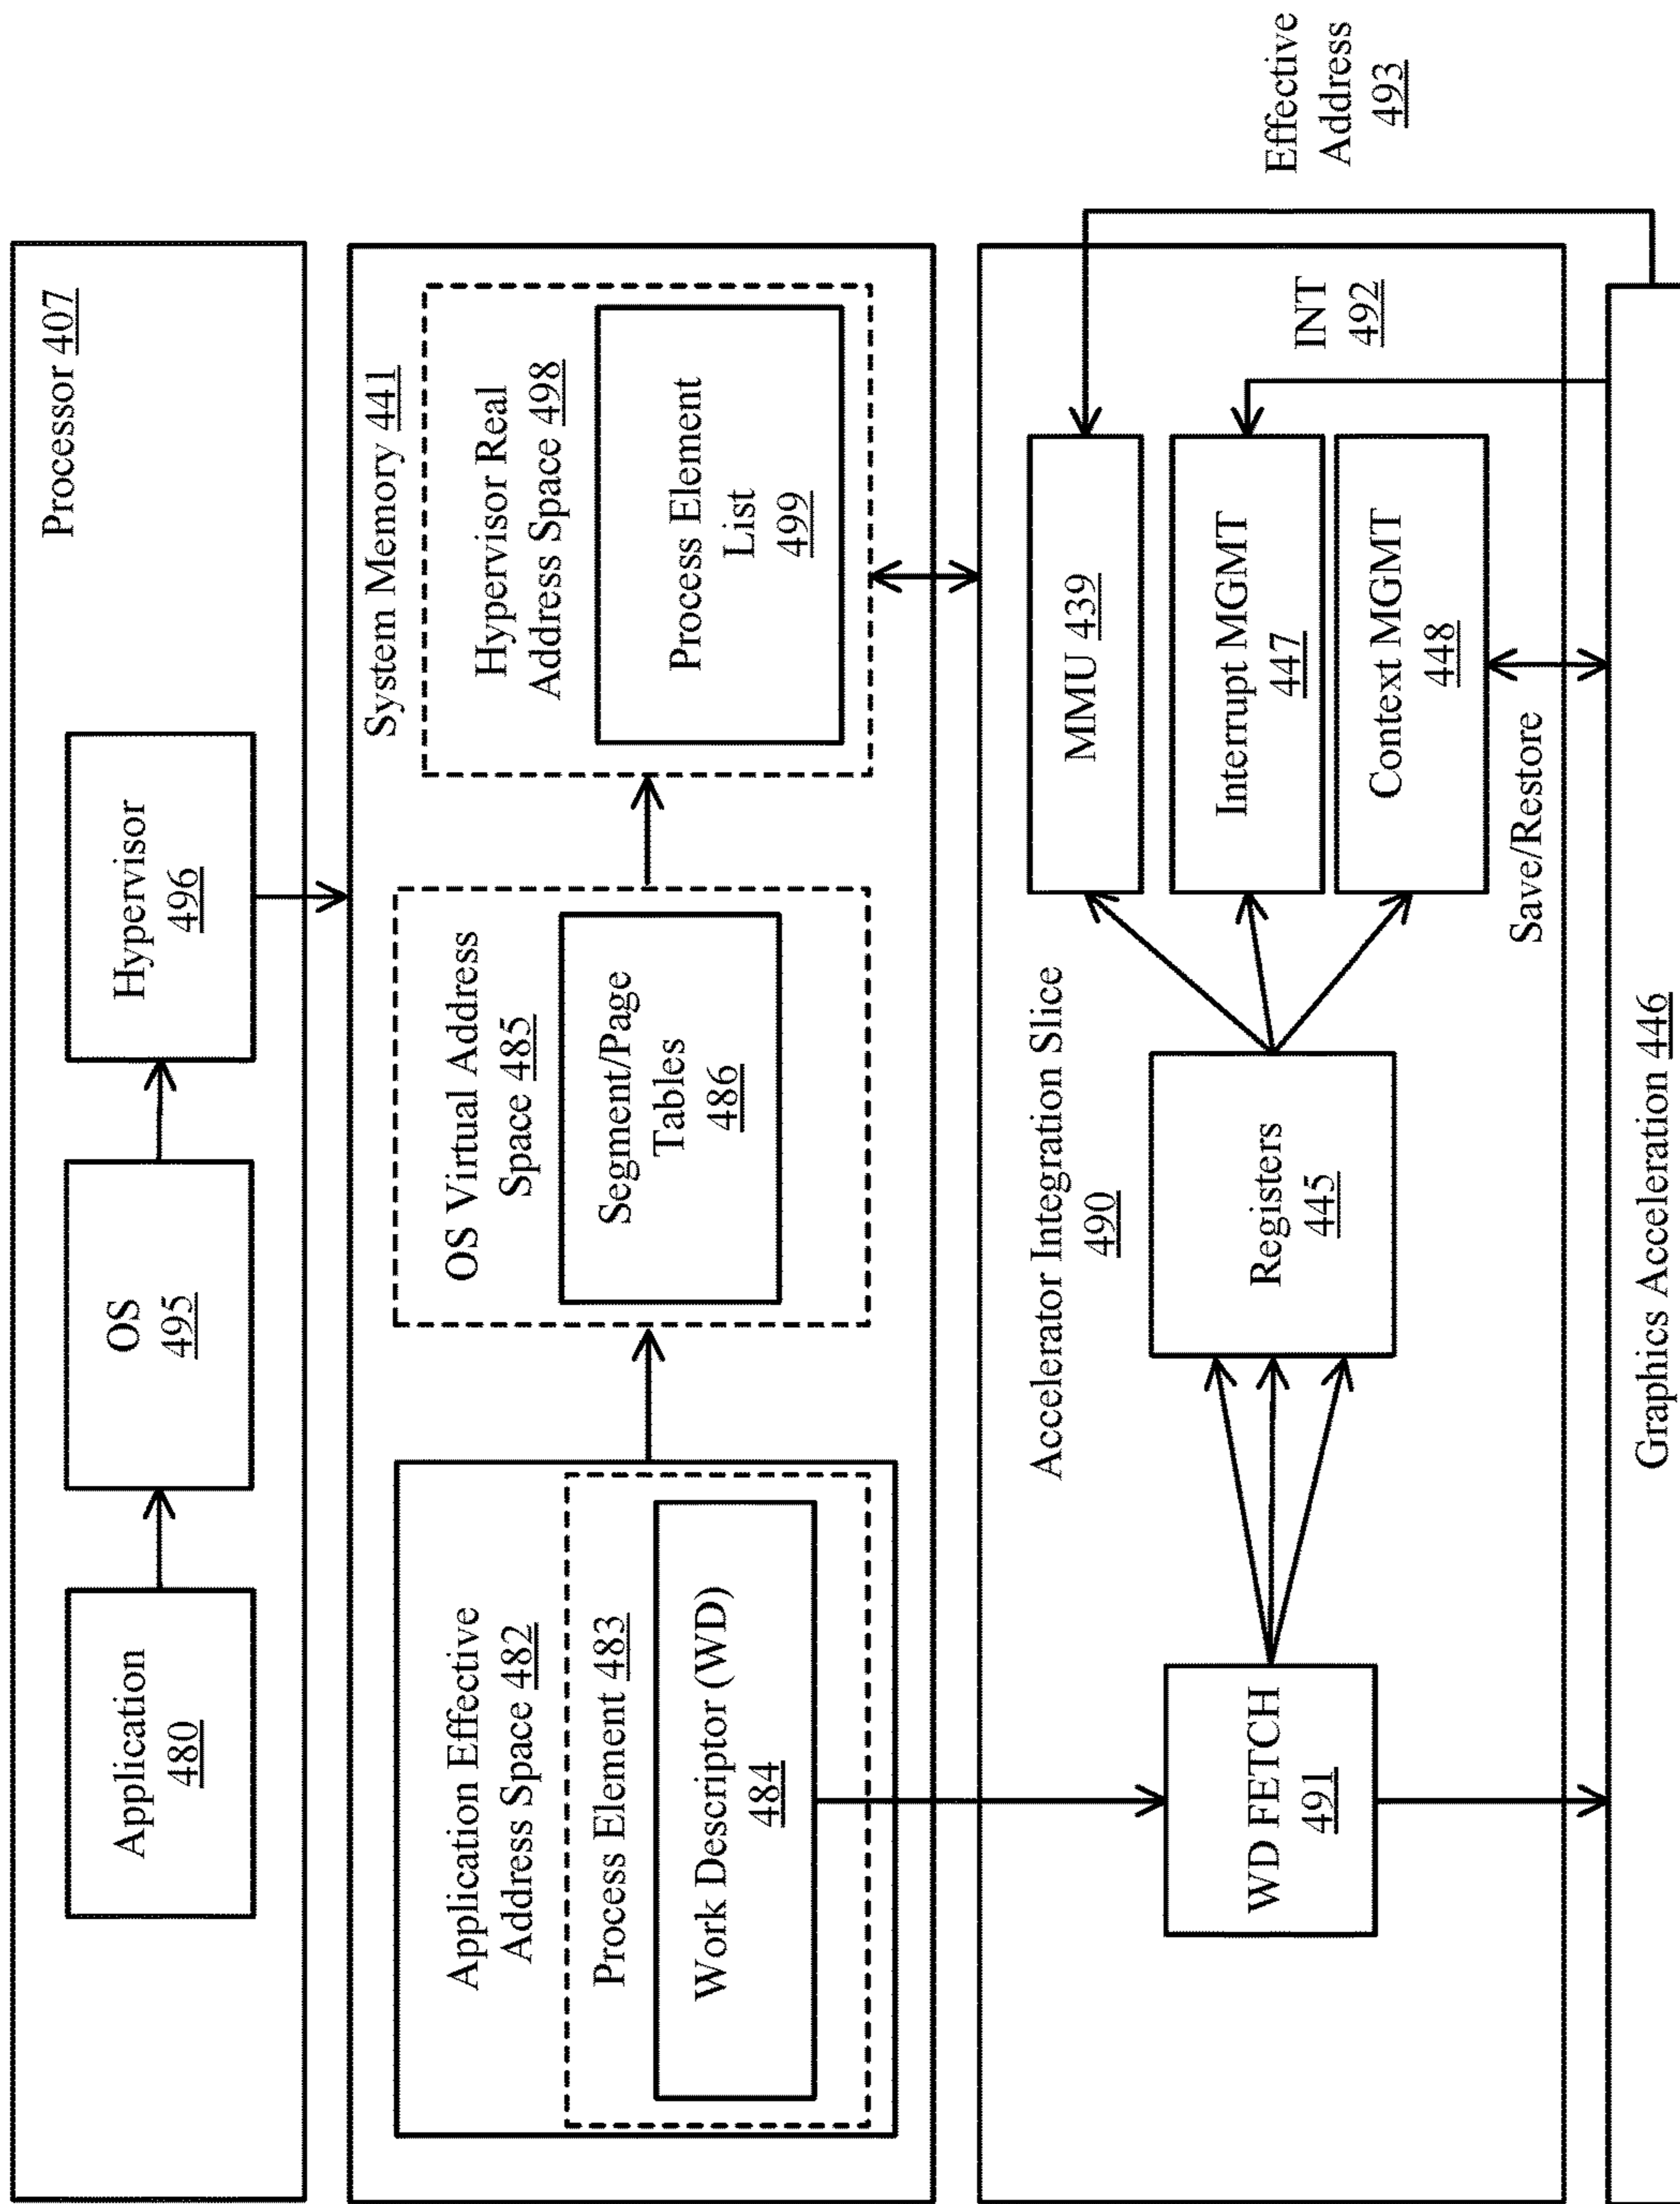 Processor 407
Application
480
OS
495
Hypervisor
496
System Memory 441
Application Effective
Address Space 482
Process Element 483
Work Descriptor (WD)
484
OS Virtual Address
Space 485
Segment/Page
Tables
486
Hypervisor Real
Address Space 498
Process Element
List
499
Accelerator Integration Slice
490
WD FETCH
491
Registers
445
MMU 439
Interrupt MGMT
447
Context MGMT
448
INT
492
Effective
Address
493
Save/Restore
Graphics Acceleration 446